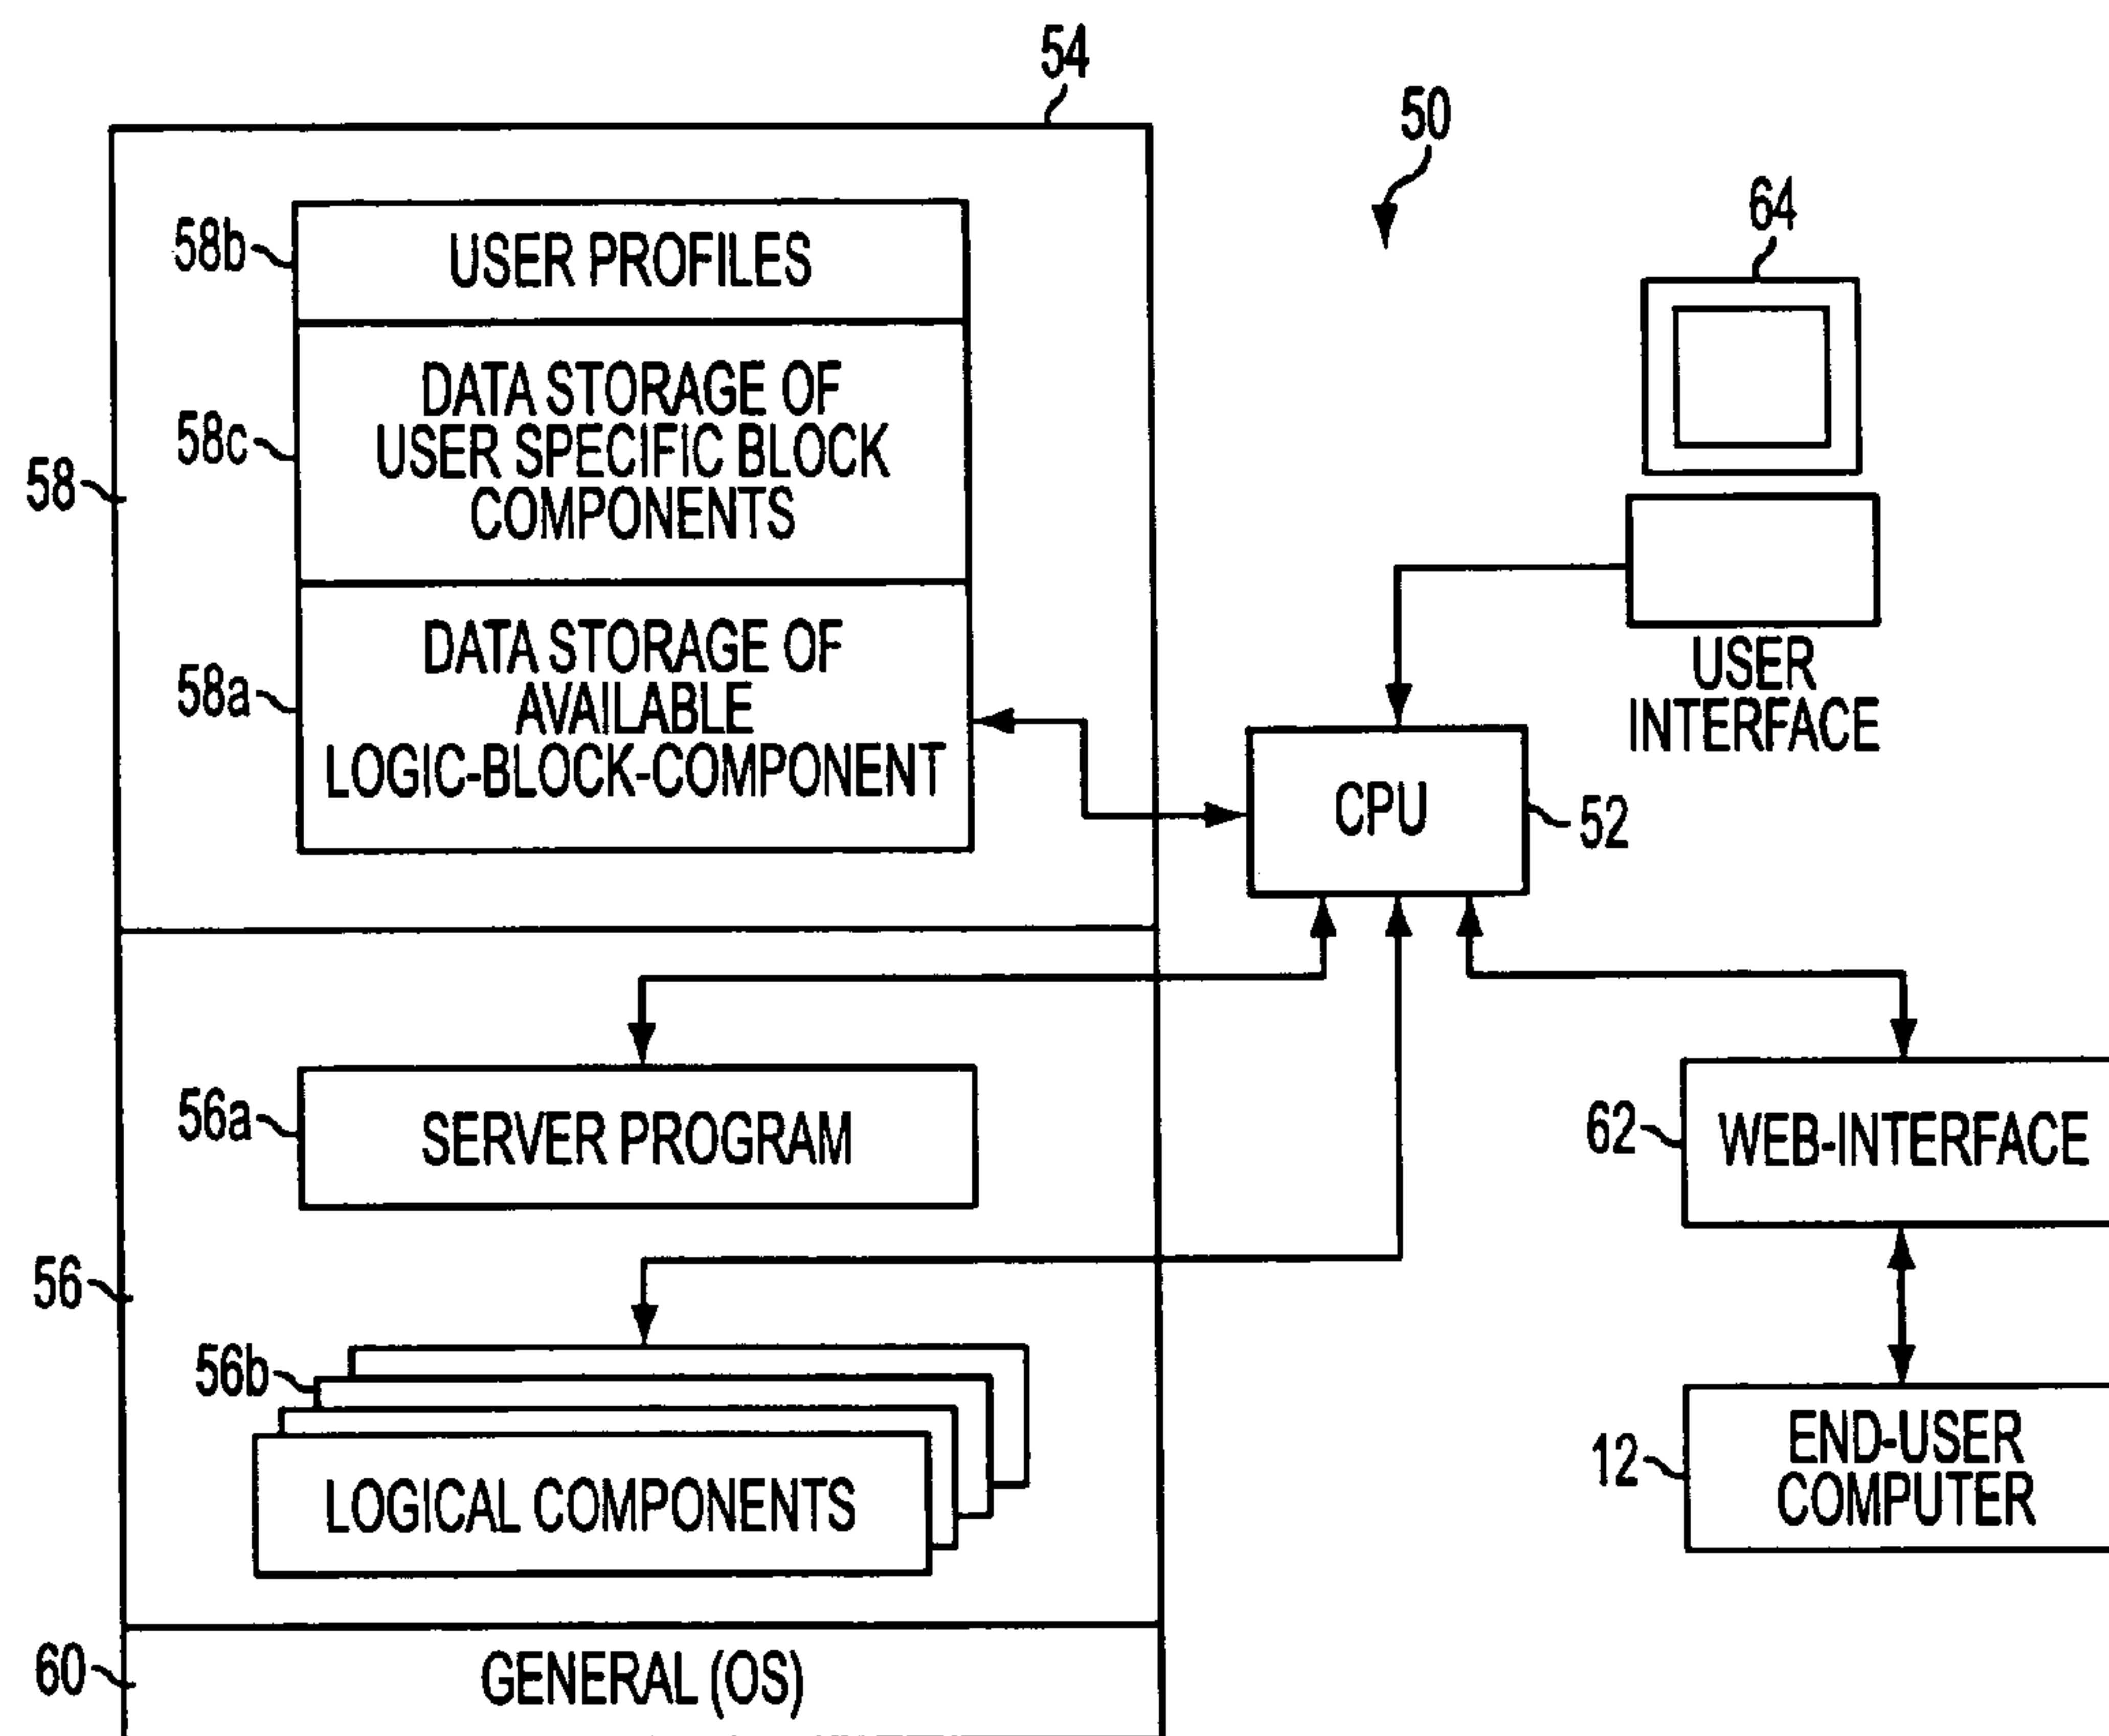 54
50
64
58b
USER PROFILES
58c
DATA STORAGE OF
USER SPECIFIC BLOCK
COMPONENTS
58
58a
DATA STORAGE OF
AVAILABLE
LOGIC-BLOCK-COMPONENT
USER
INTERFACE
CPU
52
56a
SERVER PROGRAM
62
WEB-INTERFACE
56
56b
LOGICAL COMPONENTS
12
END-USER
COMPUTER
60
GENERAL (OS)